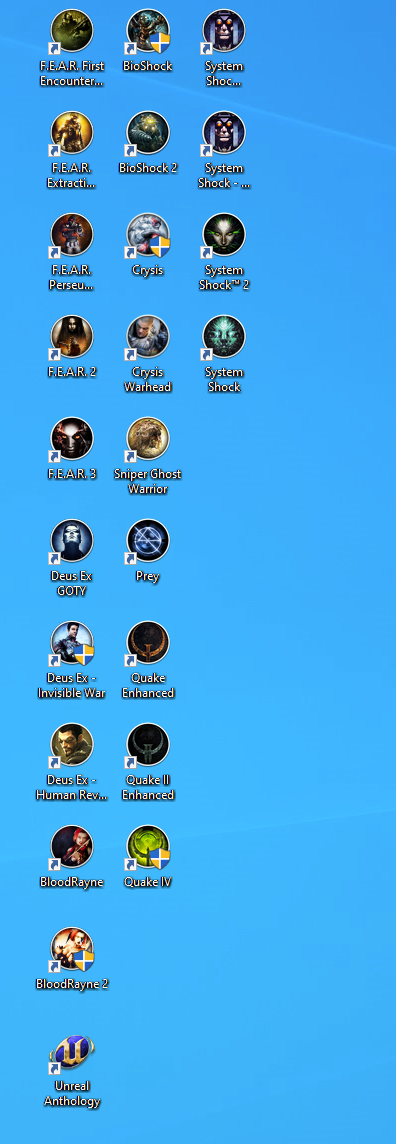 F.E.A.R. First
Encounter...
BioShock
System
Shoc...
F.E.A.R.
Extracti...
BioShock 2
System
Shock - ...
F.E.A.R.
Perseu...
Crysis
System
Shock™ 2
F.E.A.R. 2
Crysis
Warhead
System
Shock
F.E.A.R. 3
Sniper Ghost
Warrior
Deus Ex
GOTY
Prey
Deus Ex -
Invisible War
Quake
Enhanced
Deus Ex -
Human Rev...
Quake II
Enhanced
BloodRayne
Quake IV
BloodRayne 2
Unreal
Anthology